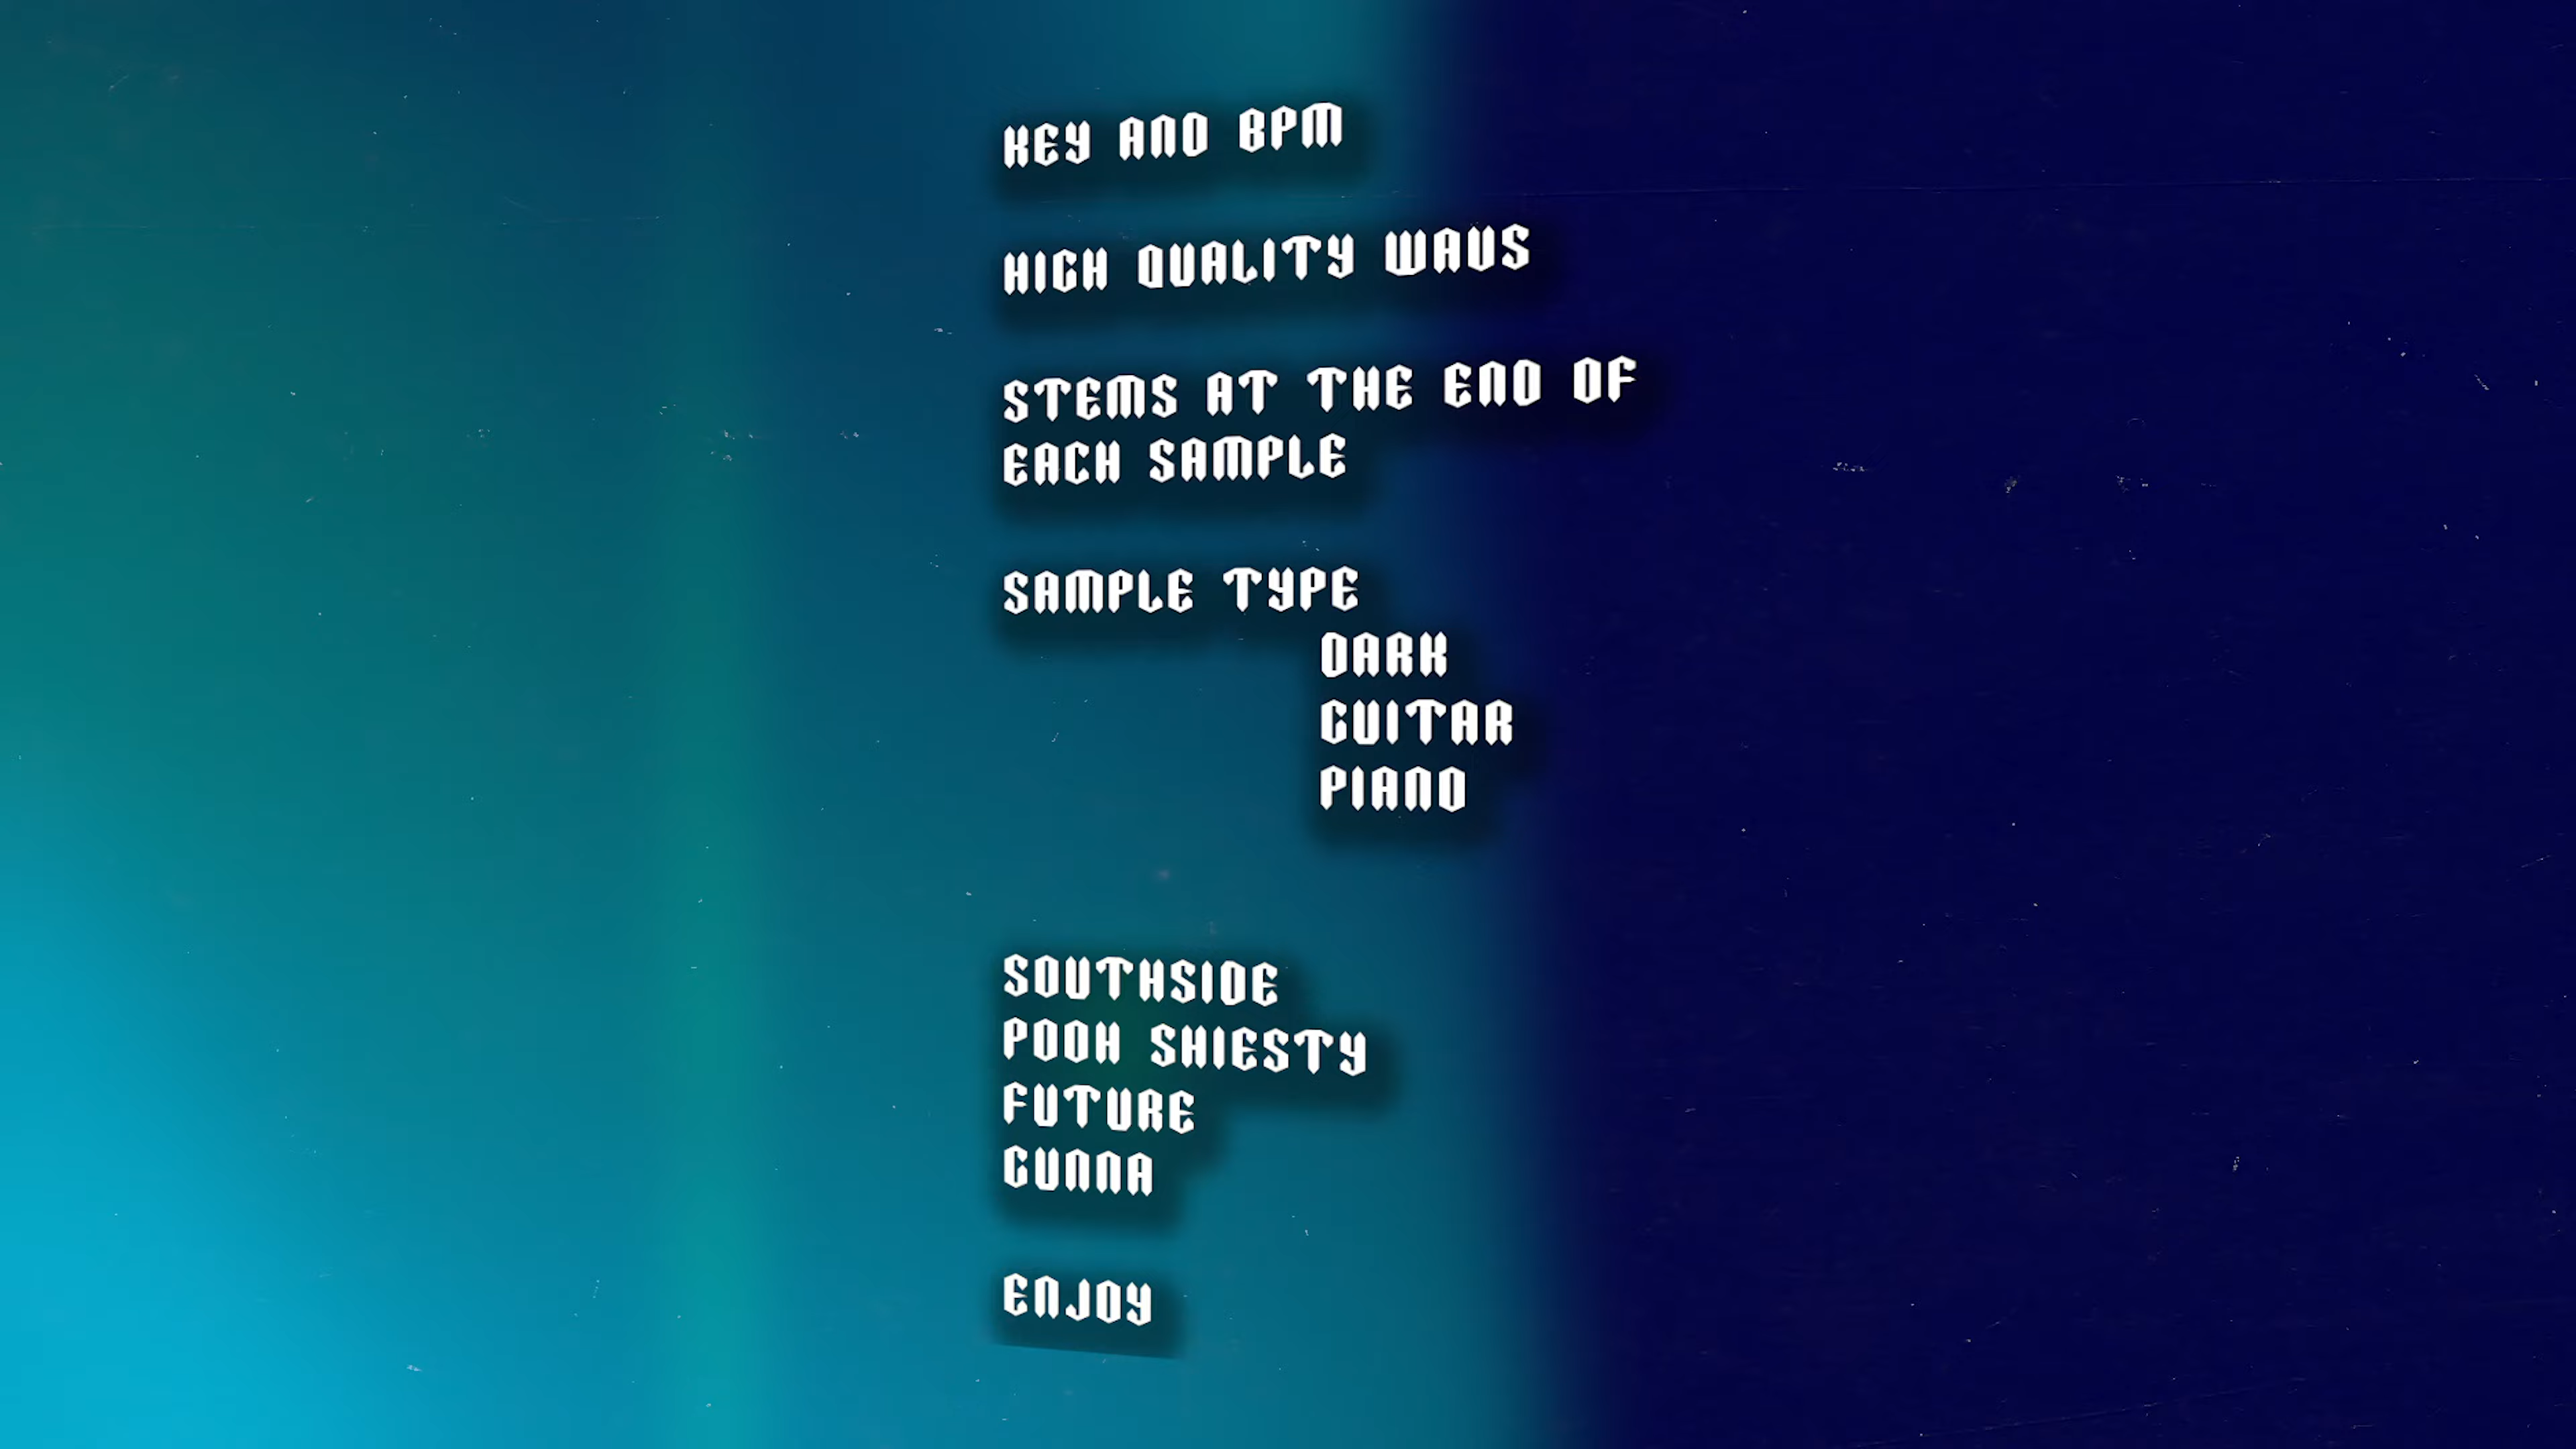 KEY AND BPM
HIGH QUALITY WAVS
STEMS AT THE END OF
EACH SAMPLE
SAMPLE TYPE
DARK
GUITAR
PIANO
SOUTHSIDE
POOH SHIESTY
FUTURE
GUNNA
ENJOY